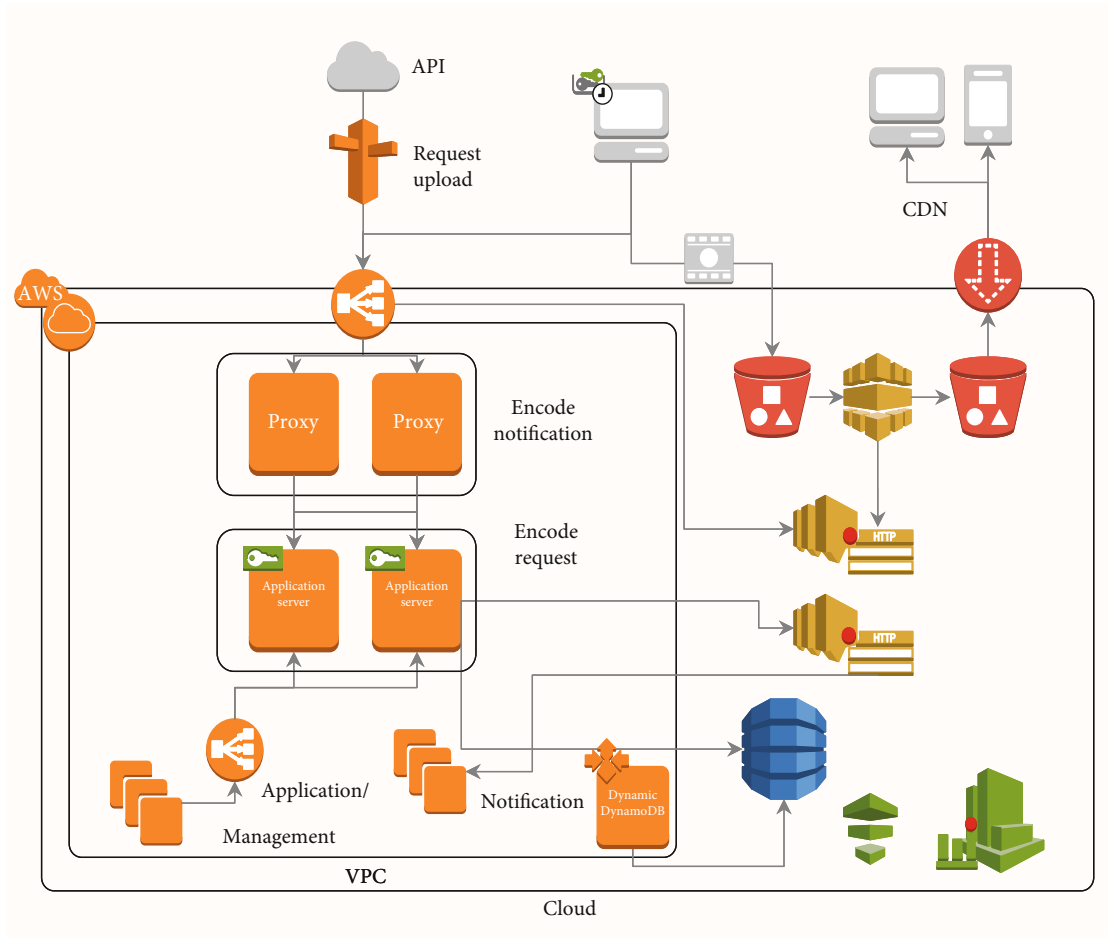 API
Request
upload
CDN
AWS
Proxy
Proxy
Encode
notification
Encode
request
HTTP
Application
server
Application
server
HTTP
Application/
Management
Notification
Dynamic
DynamoDB
VPC
Cloud